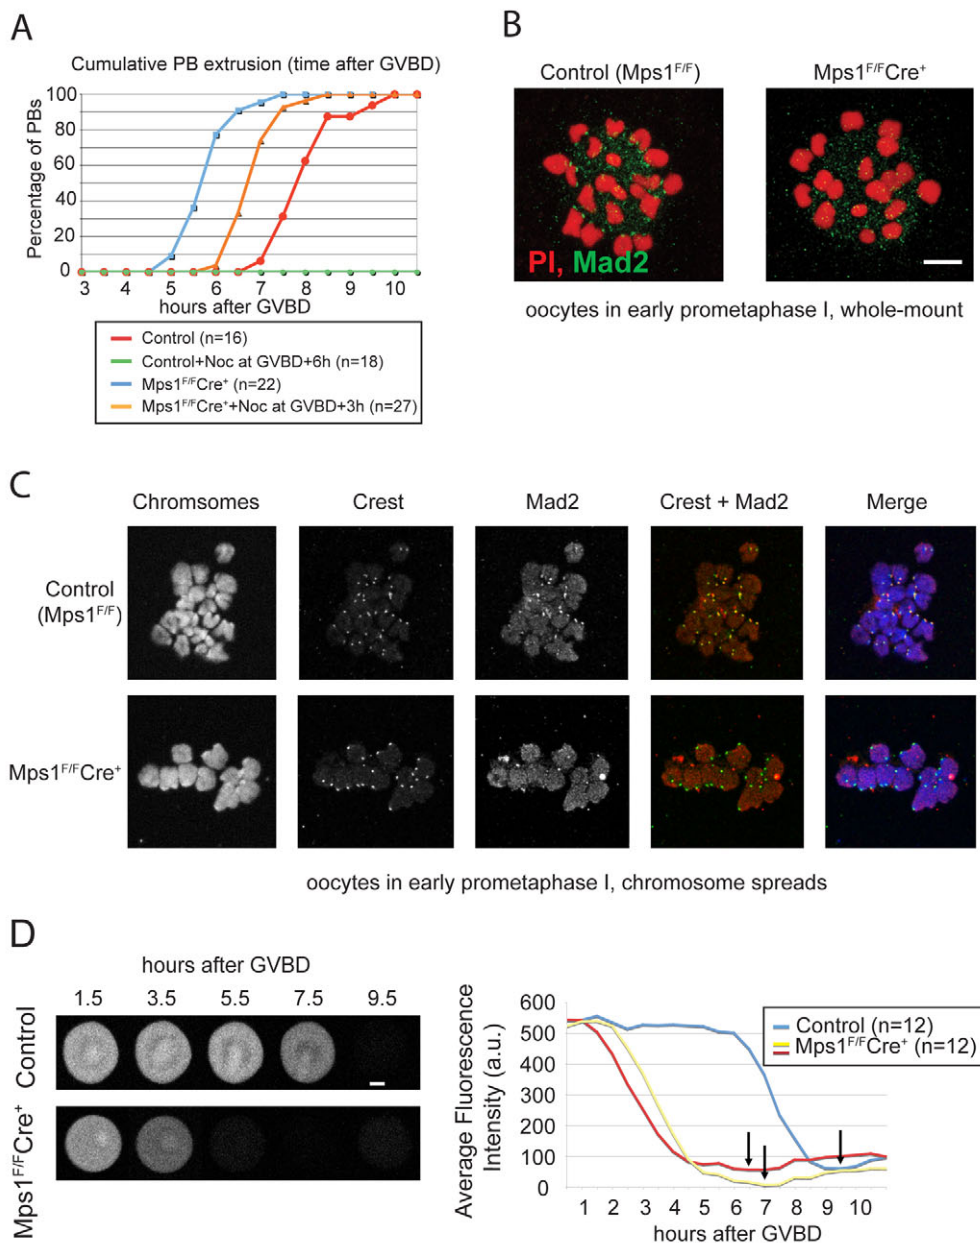 A
Cumulative PB extrusion (time after GVBD)
Percentage of PBs
100
80
60
40
20
0
3 4 5 6 7 8 9 10
hours after GVBD
Control (n=16)
Control+Noc at GVBD+6h (n=18)
Mps1F/FCre+ (n=22)
Mps1F/FCre++Noc at GVBD+3h (n=27)
B
Control (Mps1F/F)
Mps1F/FCre+
PI, Mad2
oocytes in early prometaphase I, whole-mount
C
Chromsomes Crest Mad2 Crest + Mad2 Merge
Control
(Mps1F/F)
Mps1F/FCre+
oocytes in early prometaphase I, chromosome spreads
D
hours after GVBD
1.5 3.5 5.5 7.5 9.5
Control
Mps1F/FCre+
Average Fluorescence
Intensity (a.u.)
600
500
400
300
200
100
0
1 2 3 4 5 6 7 8 9 10
hours after GVBD
Control (n=12)
Mps1F/FCre+ (n=12)